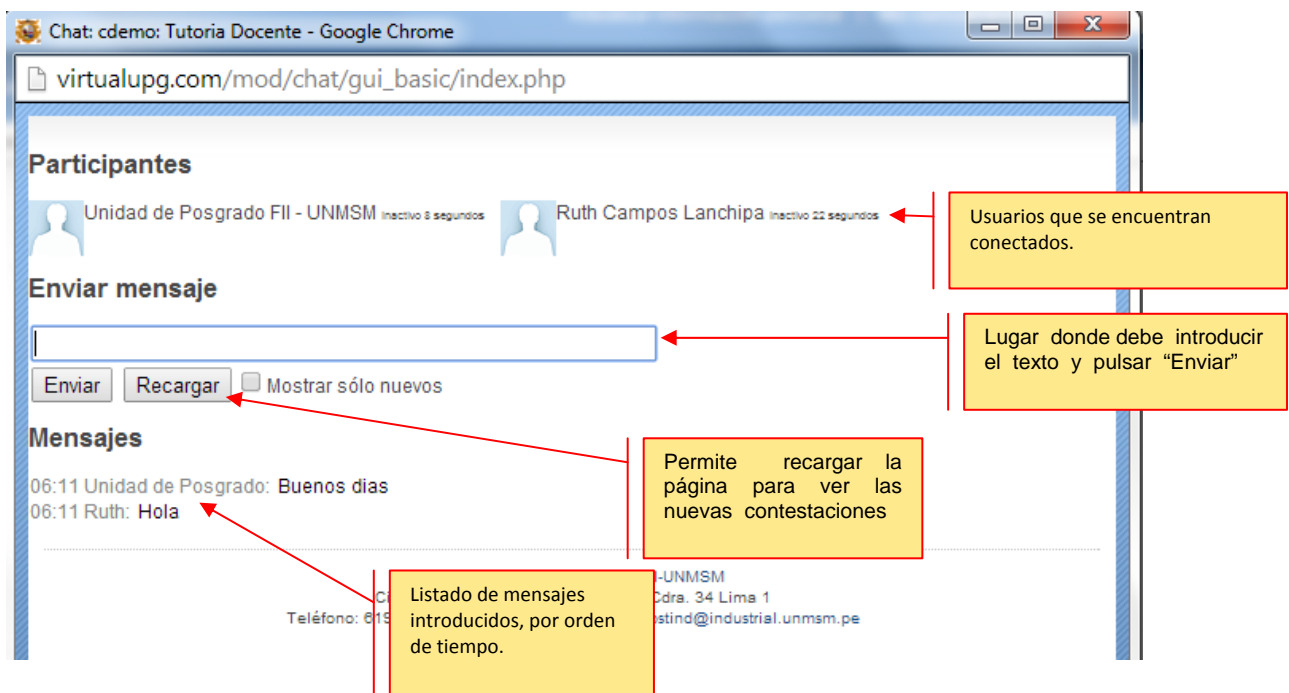 Chat: cdemo: Tutoria Docente - Google Chrome
virtualupg.com/mod/chat/gui_basic/index.php
Participantes
Unidad de Posgrado FII - UNMSM Inactivo 8 segundos
Ruth Campos Lanchipa Inactivo 22 segundos
Usuarios que se encuentran
conectados.
Enviar mensaje
Lugar donde debe introducir
el texto y pulsar “Enviar”
Enviar Recargar Mostrar sólo nuevos
Permite recargar la
página para ver las
nuevas contestaciones
Mensajes
06:11 Unidad de Posgrado: Buenos dias
06:11 Ruth: Hola
Listado de mensajes
introducidos, por orden
de tiempo.
-UNMSM
Cdra. 34 Lima 1
Teléfono: @industrial.unmsm.pe